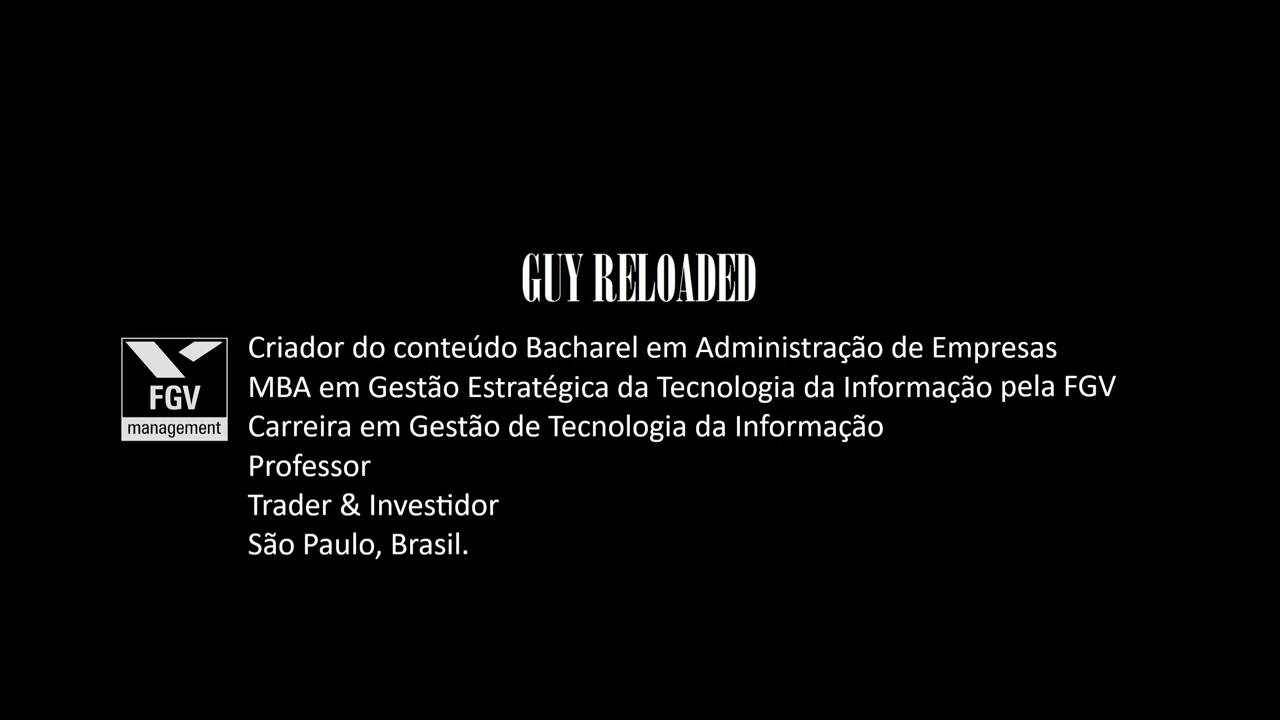 GUY RELOADED
Criador do conteúdo Bacharel em Administração de Empresas
MBA em Gestão Estratégica da Tecnologia da Informação pela FGV
Carreira em Gestão de Tecnologia da Informação
Professor
Trader & Investidor
São Paulo, Brasil.
FGV
management